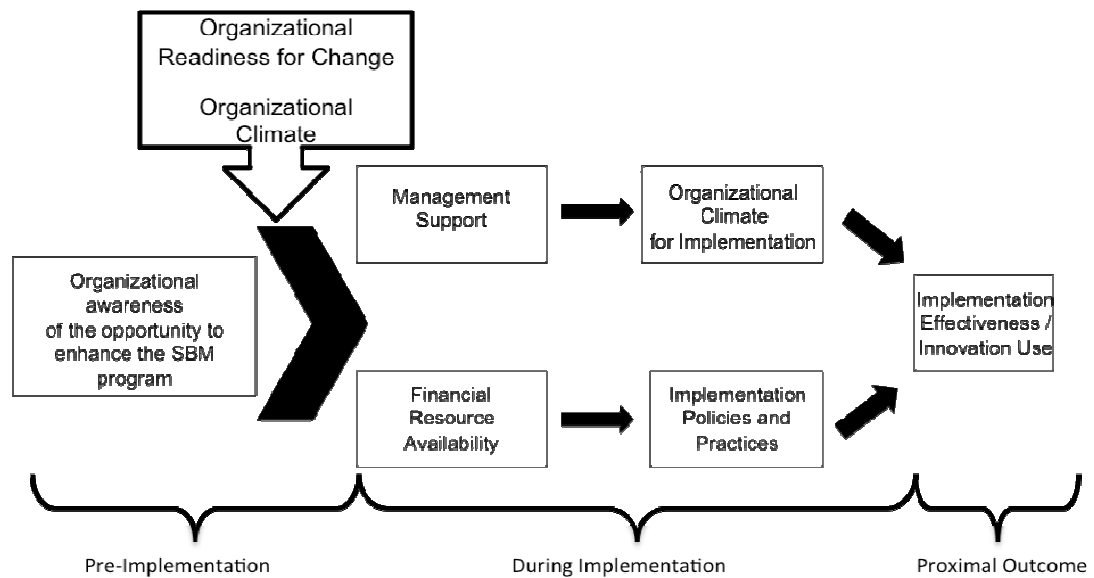 Organizational
Readiness for Change
Organizational
Climate
Organizational
awareness
of the opportunity to
enhance the SBM
program
Management
Support
Organizational
Climate
for Implementation
Financial
Resource
Availability
Implementation
Policies and
Practices
Implementation
Effectiveness /
Innovation Use
Pre-Implementation
During Implementation
Proximal Outcome